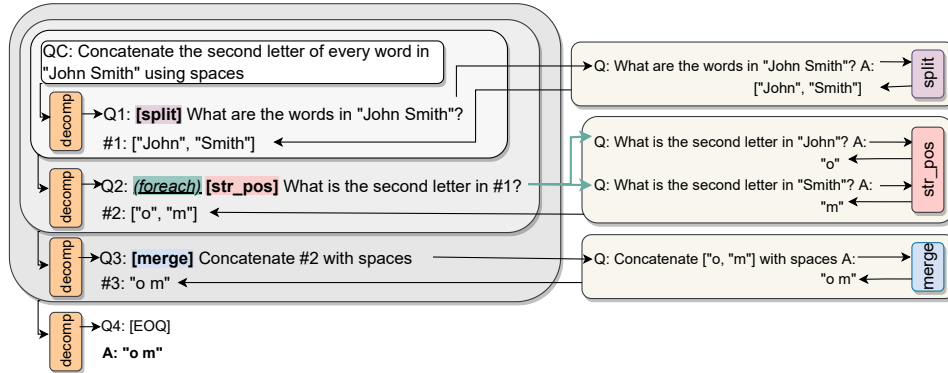 QC: Concatenate the second letter of every word in
"John Smith" using spaces
decomp
Q1: [split] What are the words in "John Smith"?
#1: ["John", "Smith"]
Q: What are the words in "John Smith"? A:
["John", "Smith"]
split
decomp
Q2: (foreach) [str_pos] What is the second letter in #1?
#2: ["o", "m"]
Q: What is the second letter in "John"? A:
"o"
Q: What is the second letter in "Smith"? A:
"m"
str_pos
decomp
Q3: [merge] Concatenate #2 with spaces
#3: "o m"
Q: Concatenate ["o, "m"] with spaces A:
"o m"
merge
decomp
Q4: [EOQ]
A: "o m"